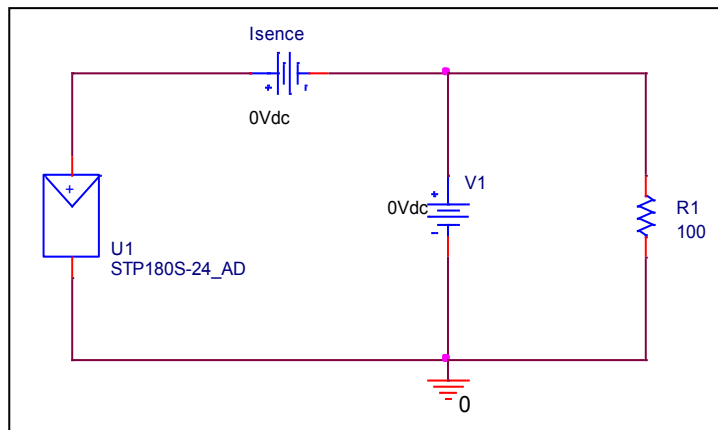 Isence
+
0Vdc
+
U1
STP180S-24_AD
+
V1
0Vdc
-
R1
100
0